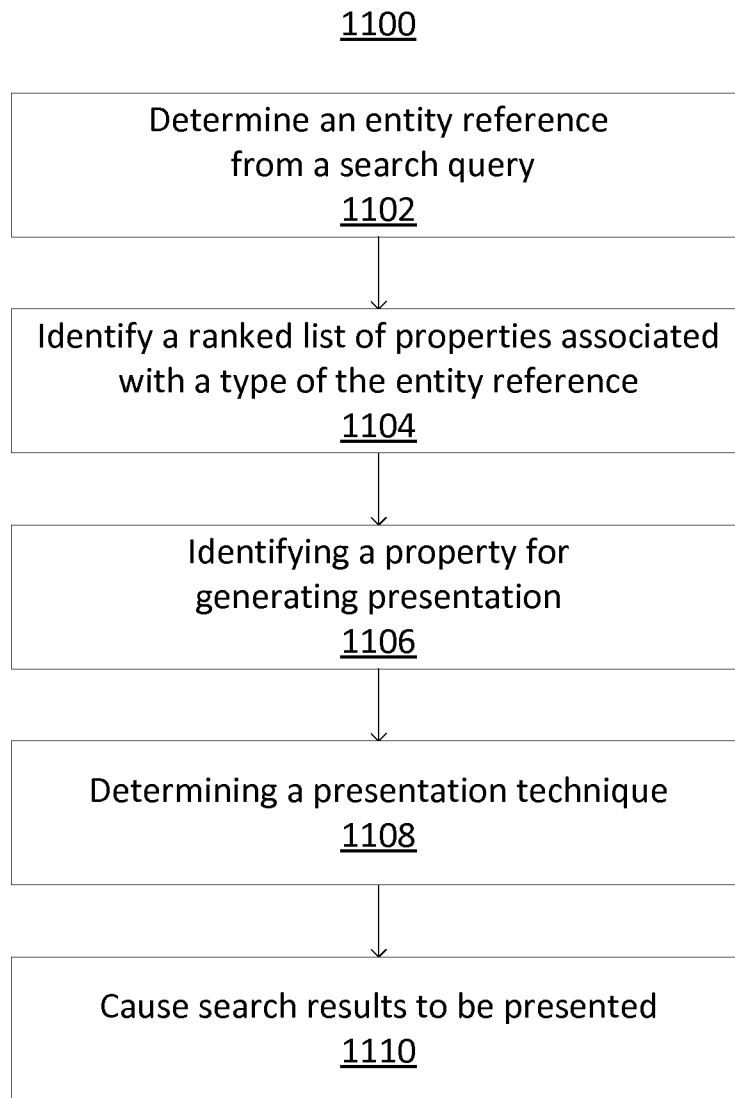 1100
Determine an entity reference
from a search query
1102
Identify a ranked list of properties associated
with a type of the entity reference
1104
Identifying a property for
generating presentation
1106
Determining a presentation technique
1108
Cause search results to be presented
1110